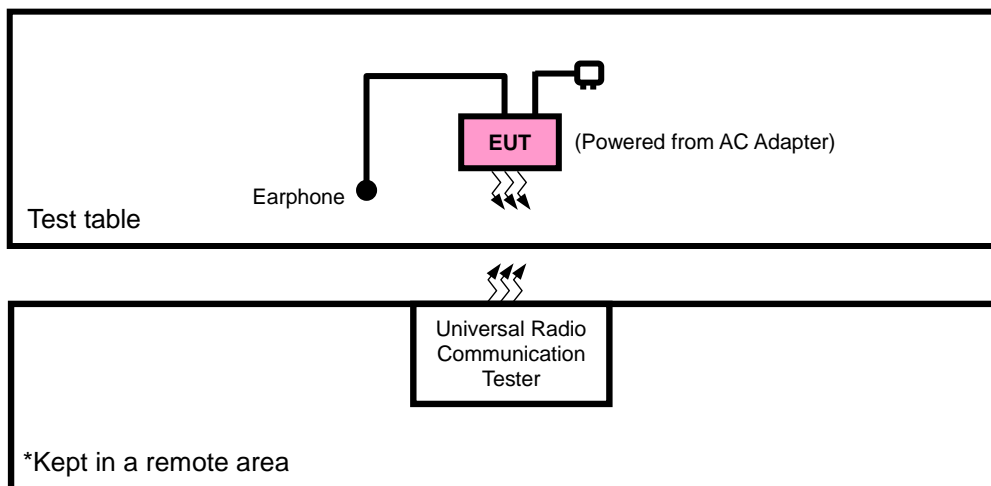 EUT
(Powered from AC Adapter)
Earphone
Test table
Universal Radio
Communication
Tester
*Kept in a remote area